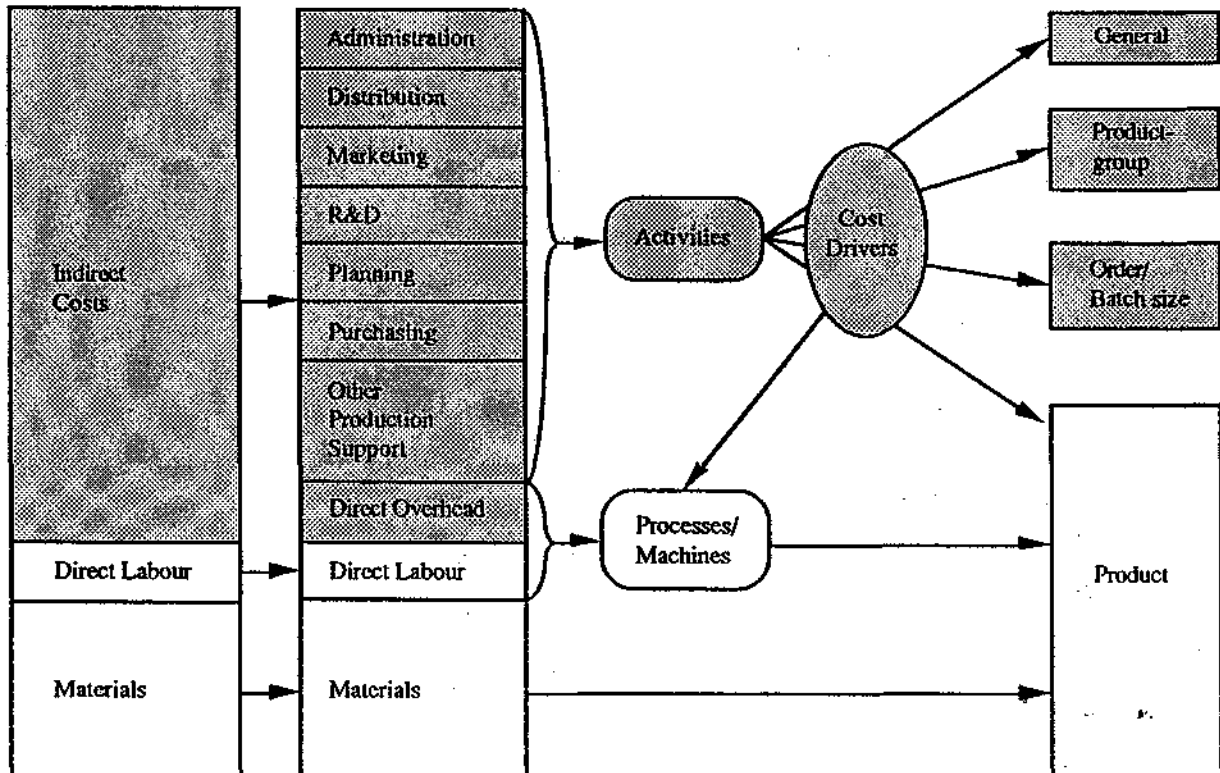 Indirect
Costs
Direct Labour
Materials
Administration
Distribution
Marketing
R&D
Planning
Purchasing
Other
Production
Support
Direct Overhead
Direct Labour
Materials
Activities
Processes/
Machines
Cost
Drivers
General
Product-
group
Order/
Batch size
Product